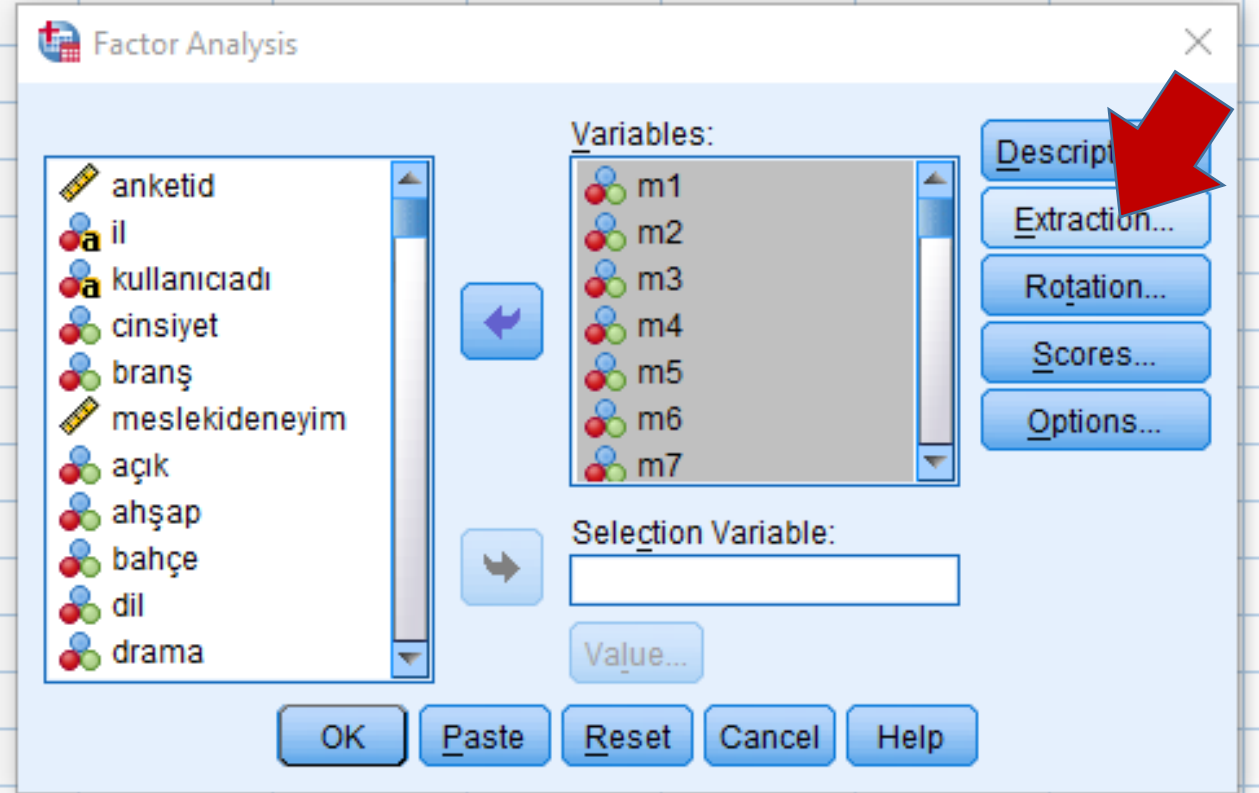 Factor Analysis
anketid
il
kullanıcıadı
cinsiyet
branş
meslekideneyim
açık
ahşap
bahçe
dil
drama
Variables:
m1
m2
m3
m4
m5
m6
m7
Selection Variable:
Value...
Descript
Extraction...
Rotation...
Scores...
Options...
OK
Paste
Reset
Cancel
Help